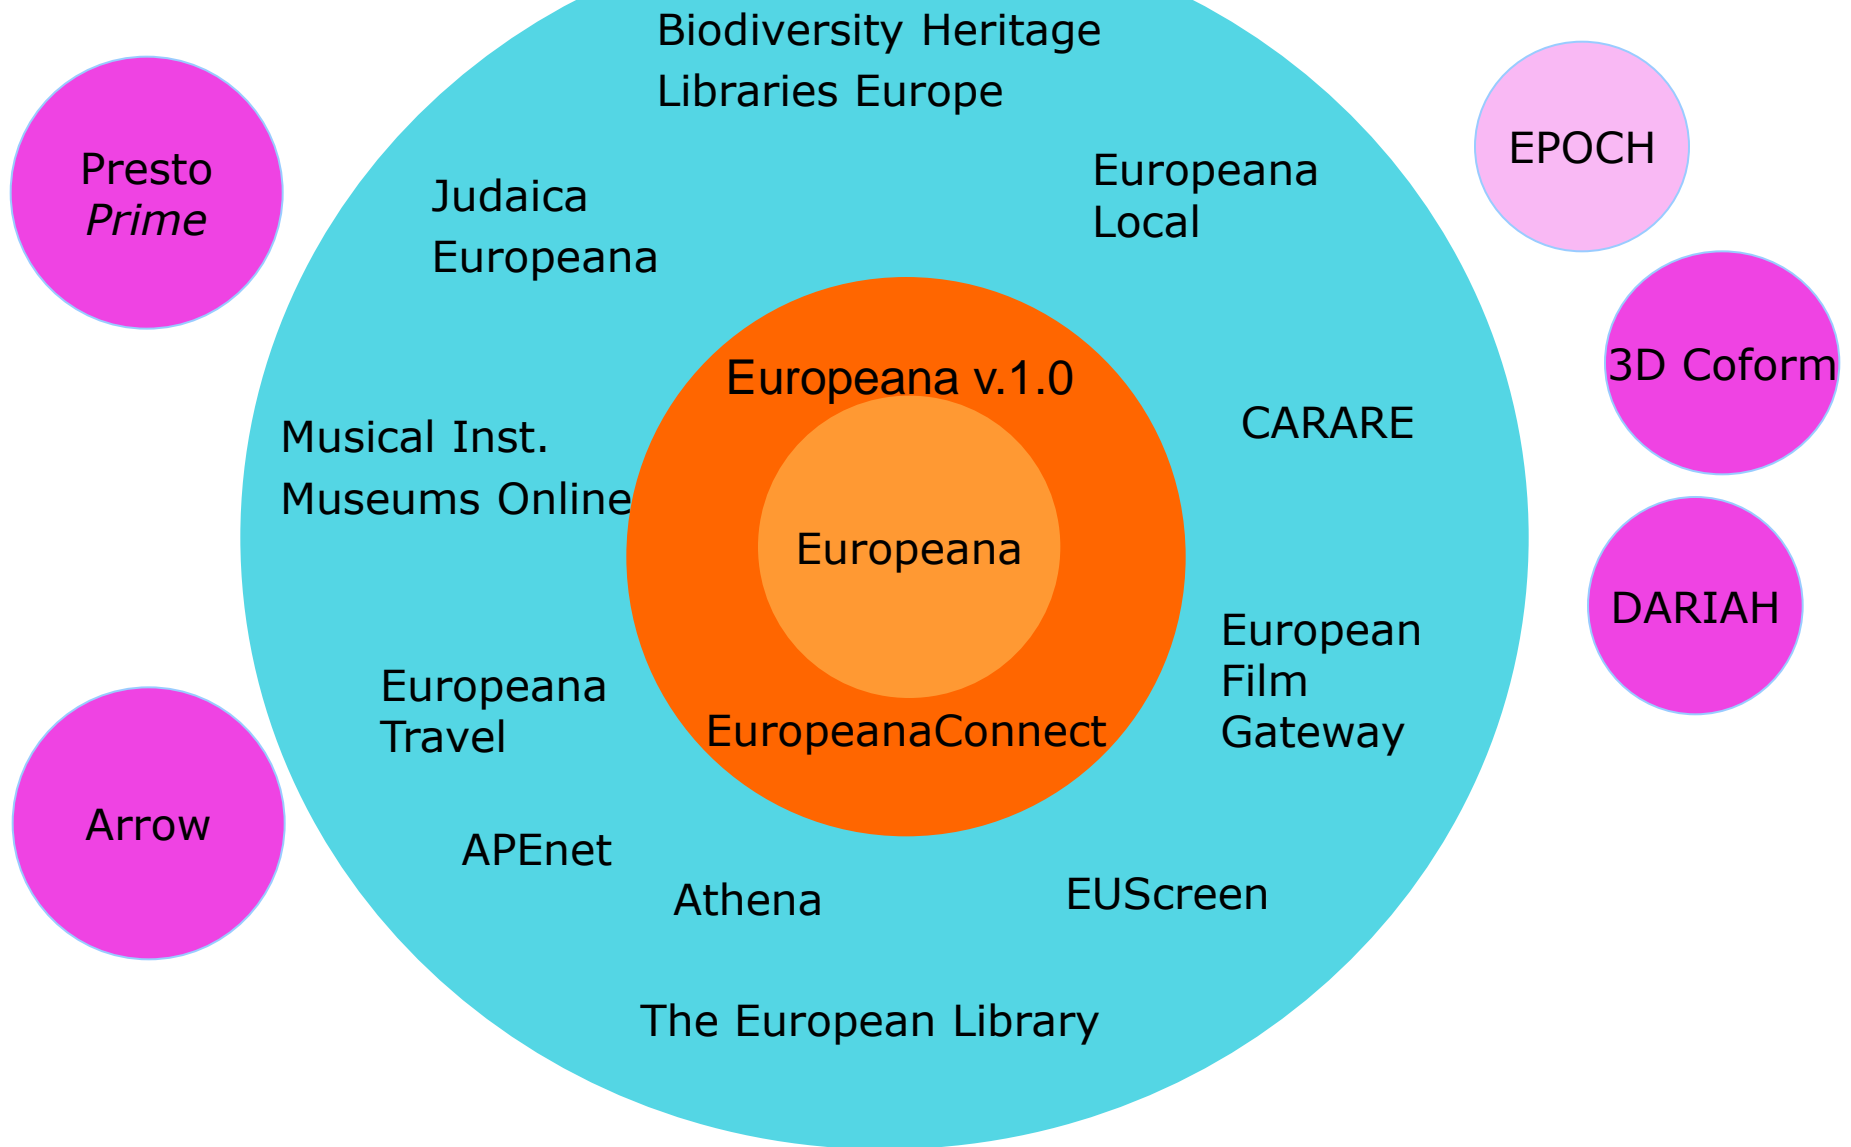 Biodiversity Heritage
Libraries Europe
Presto
Prime
Judaica
Europeana
Europeana
Local
EPOCH
3D Coform
Europeana v.1.0
Musical Inst.
Museums Online
CARARE
Europeana
DARIAH
European
Film
Gateway
Europeana
Travel
EuropeanaConnect
Arrow
APEnet
Athena
EUScreen
The European Library